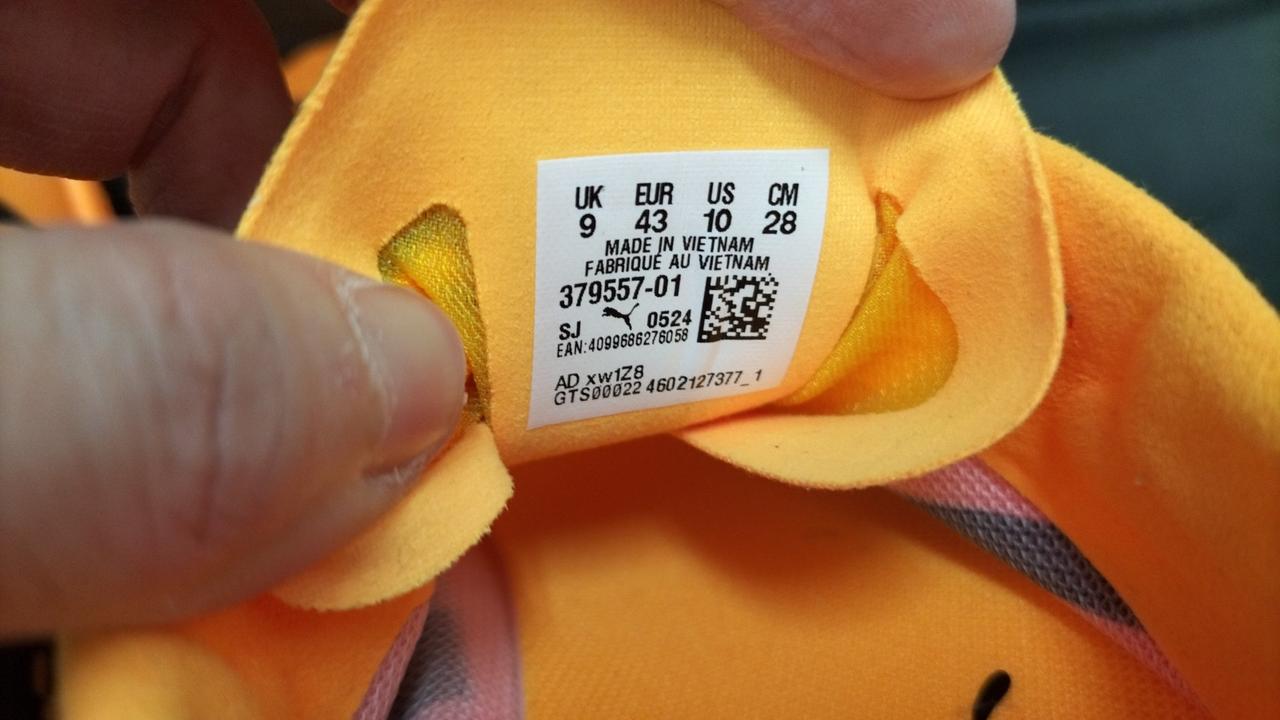 UK EUR US CM
9 43 10 28
MADE IN VIETNAM
FABRIQUÉ AU VIETNAM
379557-01
SJ 0524
EAN:4099686276058
AD xw1Z8
GTS00022 4602127377_1